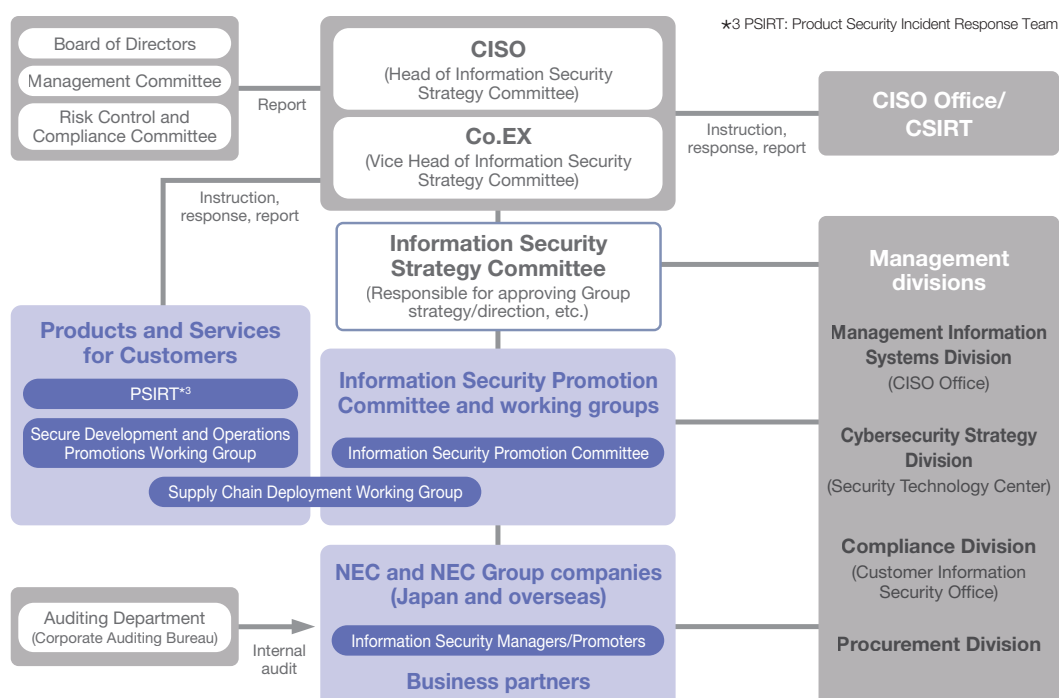 *3 PSIRT: Product Security Incident Response Team
Board of Directors
Management Committee
Risk Control and
Compliance Committee
Report
CISO
(Head of Information Security
Strategy Committee)
Co.EX
(Vice Head of Information Security
Strategy Committee)
Instruction,
response, report
CISO Office/
CSIRT
Instruction,
response, report
Information Security
Strategy Committee
(Responsible for approving Group
strategy/direction, etc.)
Products and Services
for Customers
PSIRT*3
Secure Development and Operations
Promotions Working Group
Supply Chain Deployment Working Group
Information Security Promotion
Committee and working groups
Information Security Promotion Committee
Management
divisions
Management Information
Systems Division
(CISO Office)
Cybersecurity Strategy
Division
(Security Technology Center)
Compliance Division
(Customer Information
Security Office)
Procurement Division
Auditing Department
(Corporate Auditing Bureau)
Internal
audit
NEC and NEC Group companies
(Japan and overseas)
Information Security Managers/Promoters
Business partners